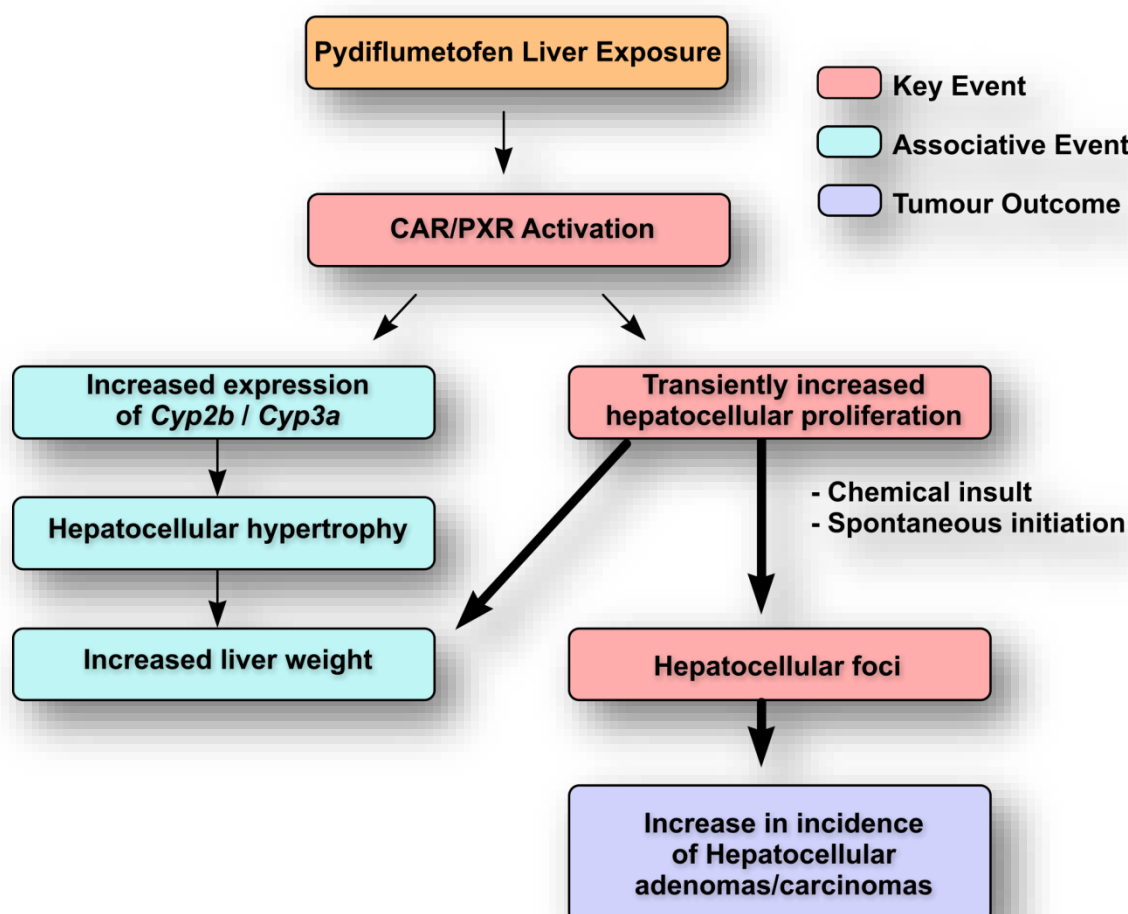 Pydiflumetofen Liver Exposure
Key Event
Associative Event
Tumour Outcome
CAR/PXR Activation
Increased expression
of Cyp2b / Cyp3a
Transiently increased
hepatocellular proliferation
- Chemical insult
- Spontaneous initiation
Hepatocellular hypertrophy
Increased liver weight
Hepatocellular foci
Increase in incidence
of Hepatocellular
adenomas/carcinomas